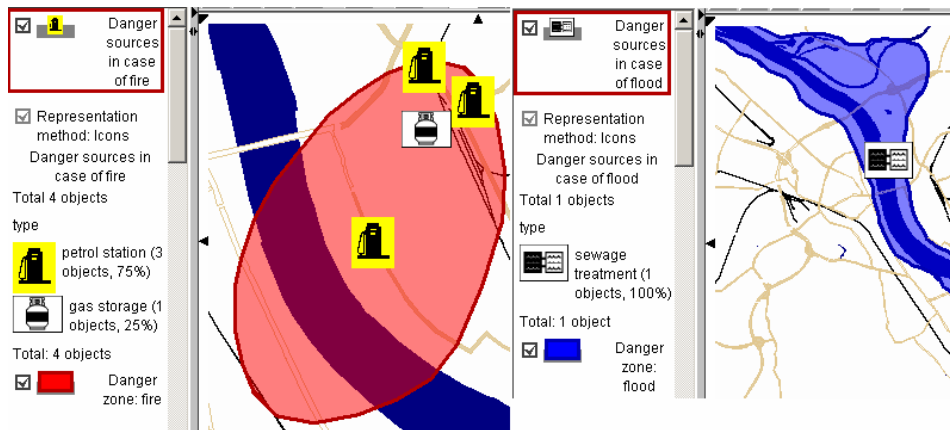 Danger
sources
in case
of fire
Representation
method: Icons
Danger sources in
case of fire
Total 4 objects
type
petrol station (3
objects, 75%)
gas storage (1
objects, 25%)
Total: 4 objects
Danger
zone: fire
Danger
sources
in case
of flood
Representation
method: Icons
Danger sources in
case of flood
Total 1 objects
type
sewage
treatment (1
objects, 100%)
Total: 1 object
Danger
zone:
flood